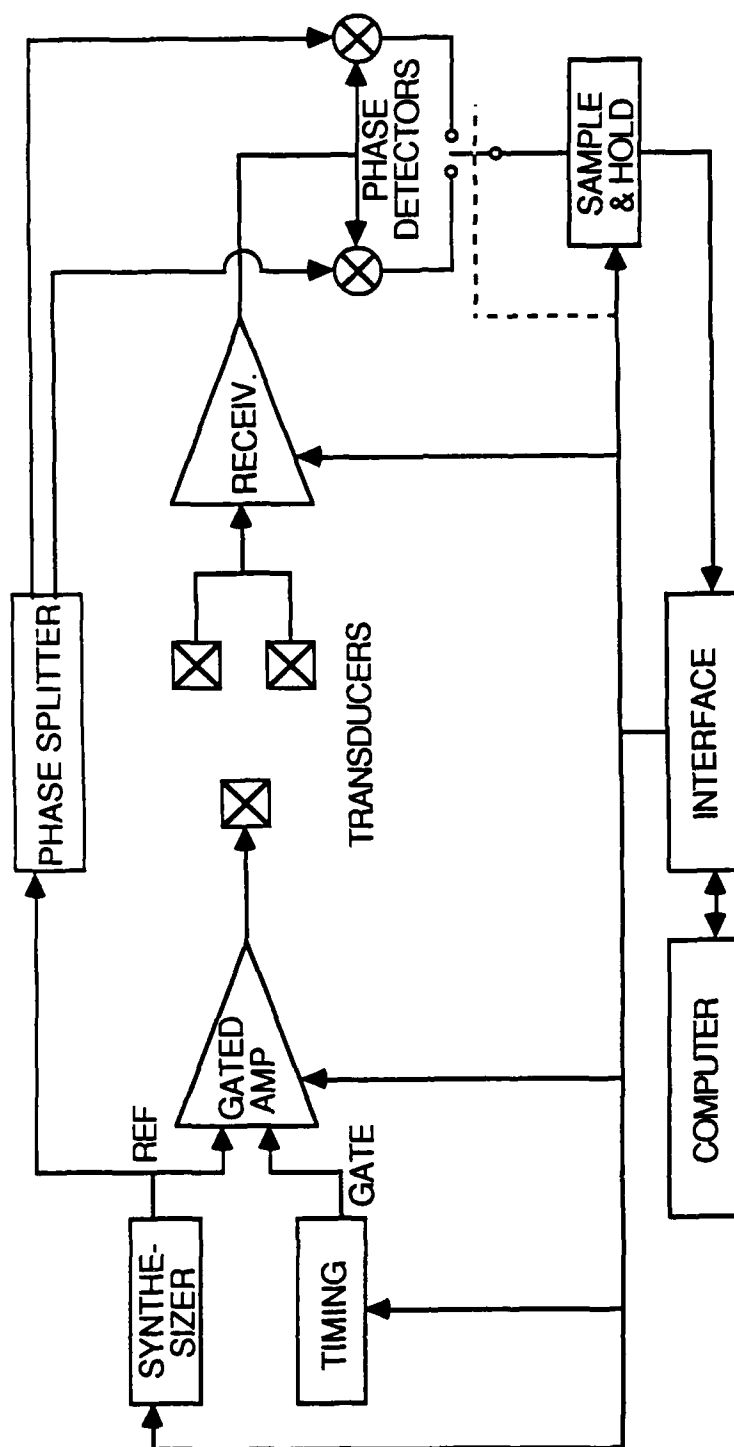 PHASE SPLITTER
REF
SYNTHE-
SIZER
GATED
AMP
GATE
TIMING
TRANSDUCERS
RECEIV.
PHASE
DETECTORS
SAMPLE
& HOLD
COMPUTER
INTERFACE